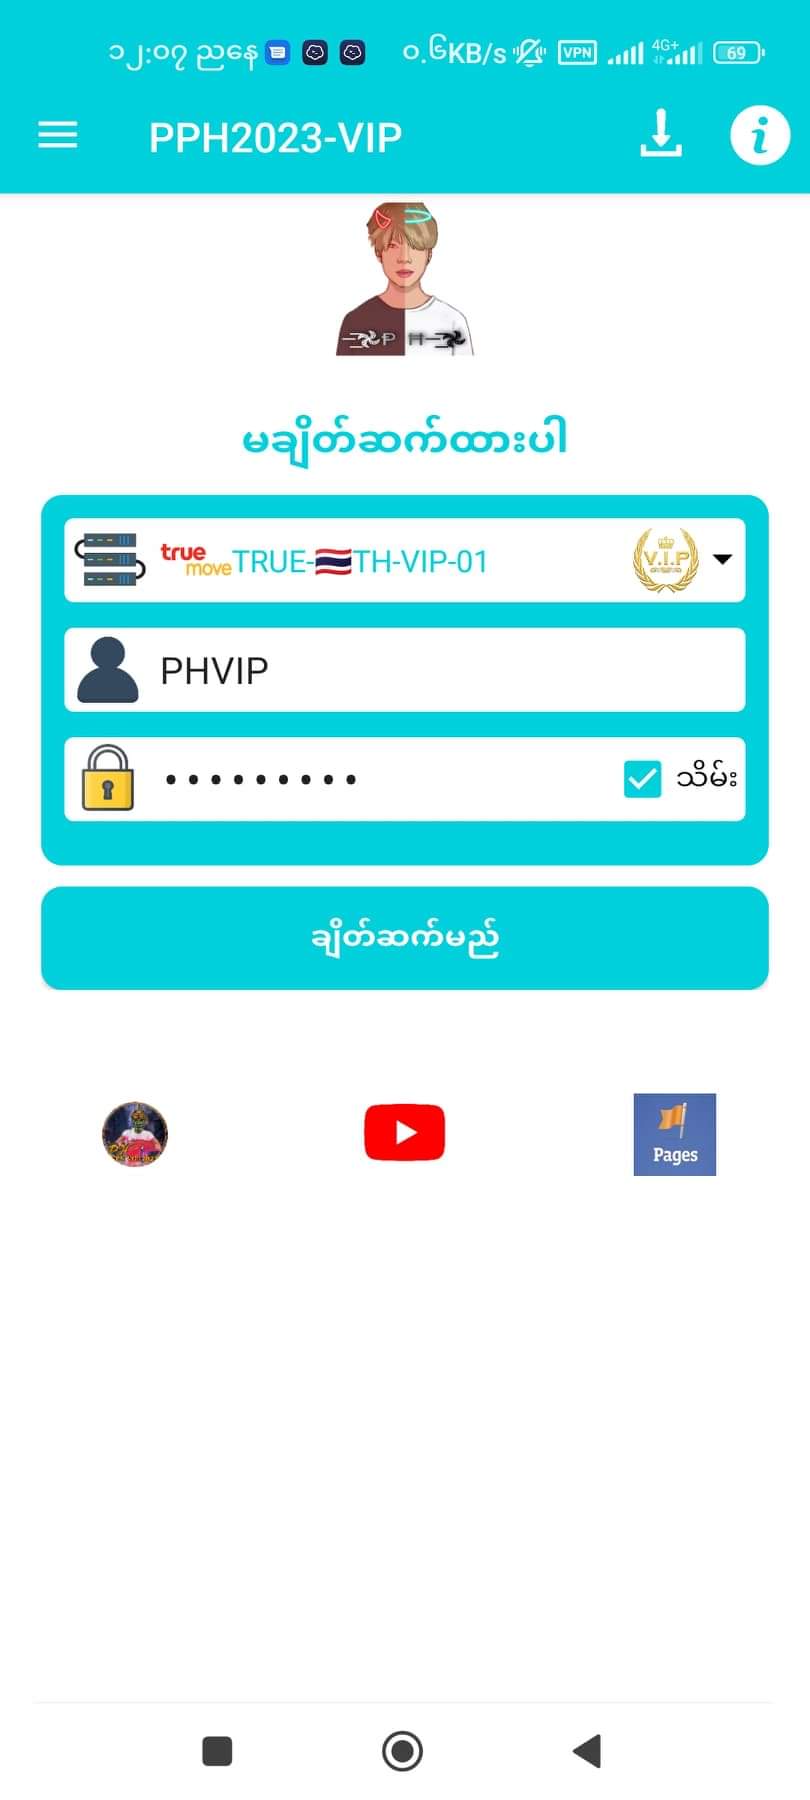 ၁၂:၀၇ ညနေ ၀.၆KB/s VPN 4G+ 69
PPH2023-VIP
P H
မချိတ်ဆက်ထားပါ
true move TRUE-🇹🇭TH-VIP-01 V.I.P
PHVIP
သိမ်း
ချိတ်ဆက်မည်
Pages